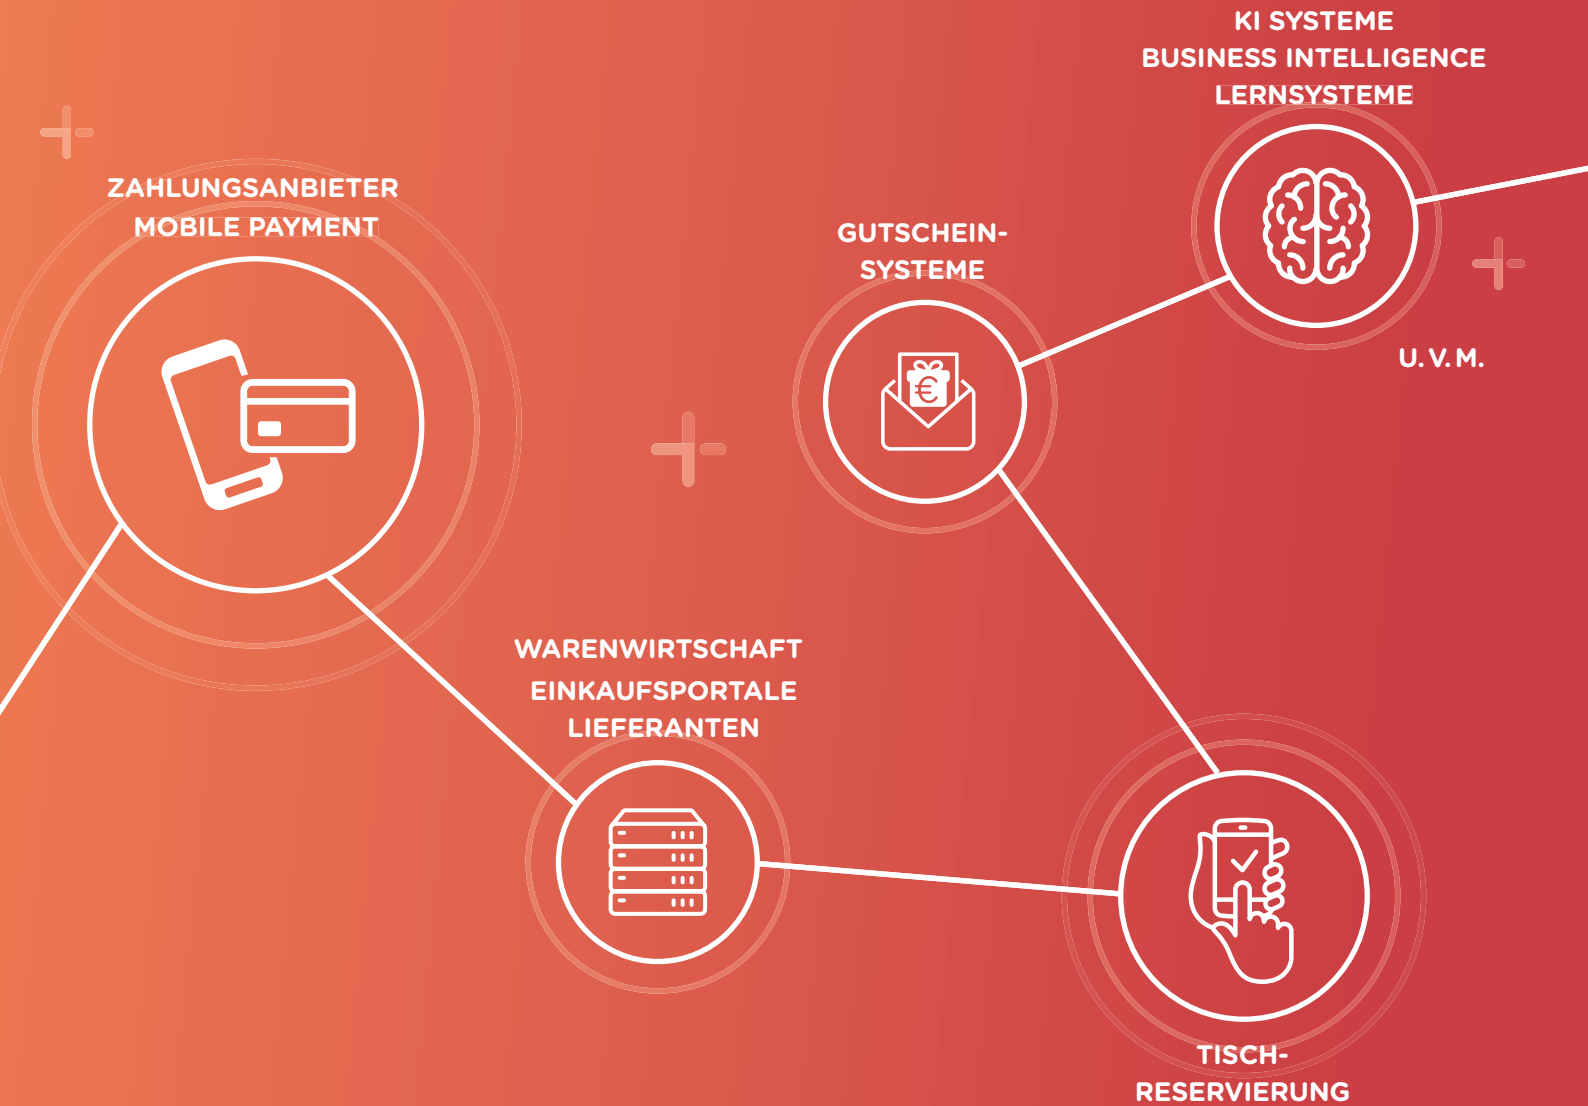 KI SYSTEME
BUSINESS INTELLIGENCE
LERNSYSTEME
ZAHLUNGSANBIETER
MOBILE PAYMENT
GUTSCHEIN-
SYSTEME
€
U. V. M.
WARENWIRTSCHAFT
EINKAUFSPORTALE
LIEFERANTEN
TISCH-
RESERVIERUNG